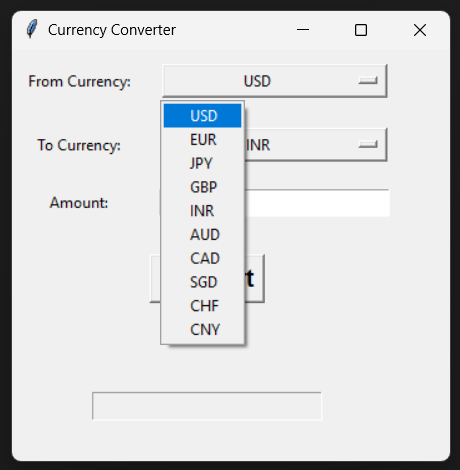 Currency Converter
From Currency: USD
USD
EUR
To Currency: INR
JPY
GBP
Amount:
INR
AUD
CAD
SGD
CHF
CNY